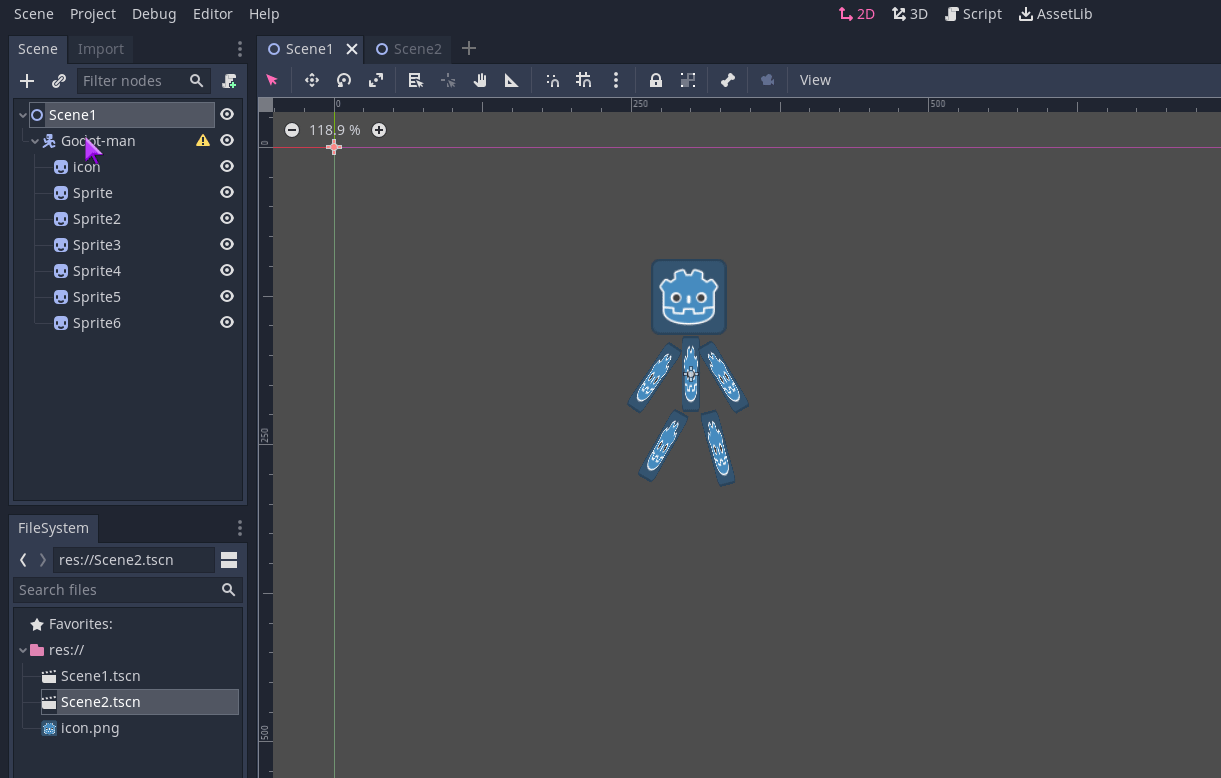 Scene Project Debug Editor Help 2D 3D Script AssetLib
Scene Import
Scene1 Scene2
Filter nodes
View
Scene1
Godot-man
icon
Sprite
Sprite2
Sprite3
Sprite4
Sprite5
Sprite6
0 250 500
118.9 %
0
250
500
FileSystem
res://Scene2.tscn
Search files
Favorites:
res://
Scene1.tscn
Scene2.tscn
icon.png